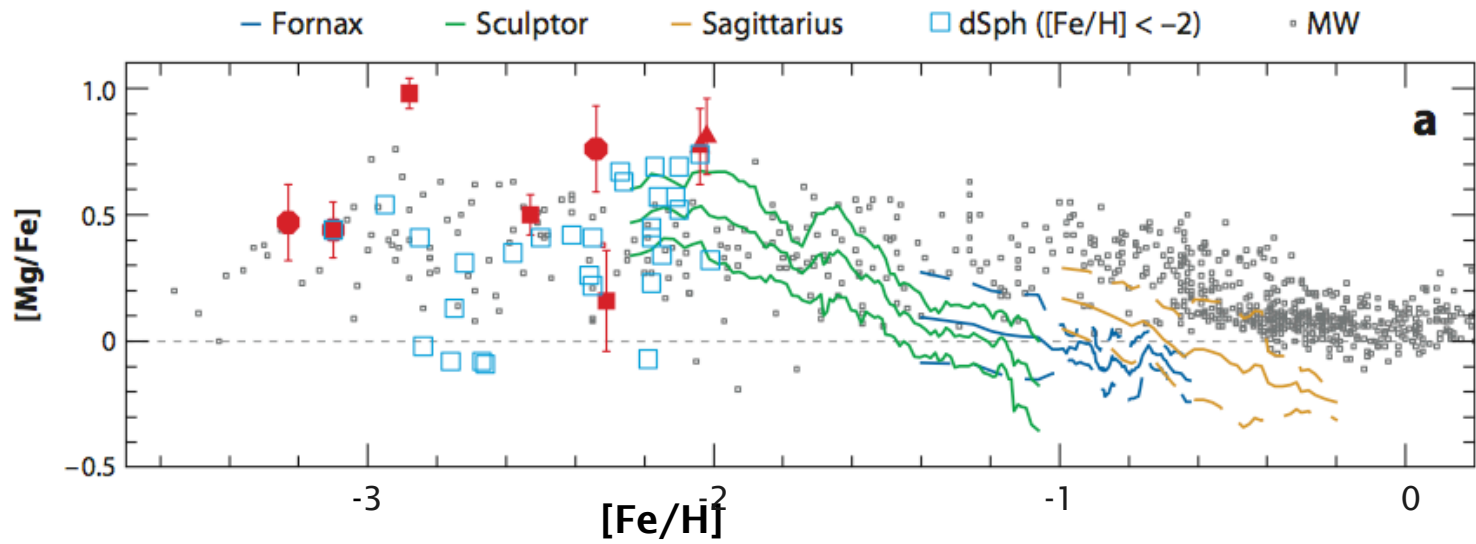 Fornax Sculptor Sagittarius dSph ([Fe/H] < –2) MW
a
1.0
0.5
0
–0.5
[Mg/Fe]
-3 -2 -1 0
[Fe/H]